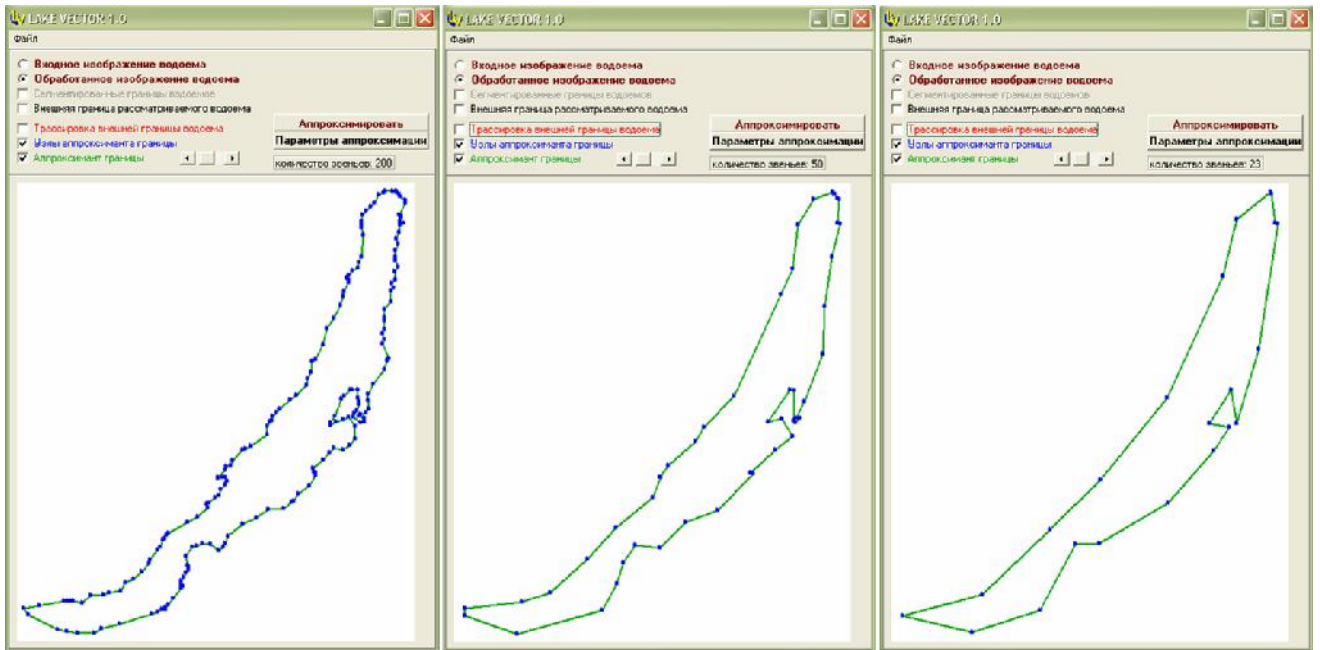 LAKE VECTOR 1.0
Файл
Входное изображение водоема
Обработанное изображение водоема
Сегментированные границы водоемов
Внешняя граница рассматриваемого водоема
Трассировка внешней границы водоема
Узлы аппроксиманта границы
Аппроксимант границы
Аппроксимировать
Параметры аппроксимации
количество звеньев: 200
LAKE VECTOR 1.0
Файл
Входное изображение водоема
Обработанное изображение водоема
Сегментированные границы водоемов
Внешняя граница рассматриваемого водоема
Трассировка внешней границы водоема
Узлы аппроксиманта границы
Аппроксимант границы
Аппроксимировать
Параметры аппроксимации
количество звеньев: 50
LAKE VECTOR 1.0
Файл
Входное изображение водоема
Обработанное изображение водоема
Сегментированные границы водоемов
Внешняя граница рассматриваемого водоема
Трассировка внешней границы водоема
Узлы аппроксиманта границы
Аппроксимант границы
Аппроксимировать
Параметры аппроксимации
количество звеньев: 23